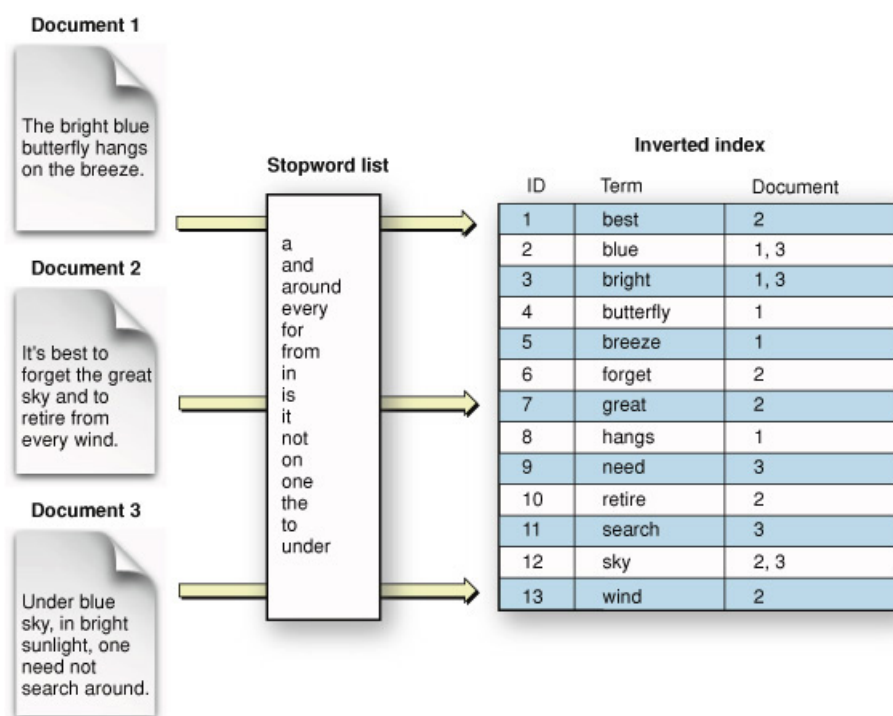 Document 1
The bright blue
butterfly hangs
on the breeze.
Document 2
It's best to
forget the great
sky and to
retire from
every wind.
Document 3
Under blue
sky, in bright
sunlight, one
need not
search around.
Stopword list
a
and
around
every
for
from
in
is
it
not
on
one
the
to
under
Inverted index
ID Term Document
1 best 2
2 blue 1, 3
3 bright 1, 3
4 butterfly 1
5 breeze 1
6 forget 2
7 great 2
8 hangs 1
9 need 3
10 retire 2
11 search 3
12 sky 2, 3
13 wind 2